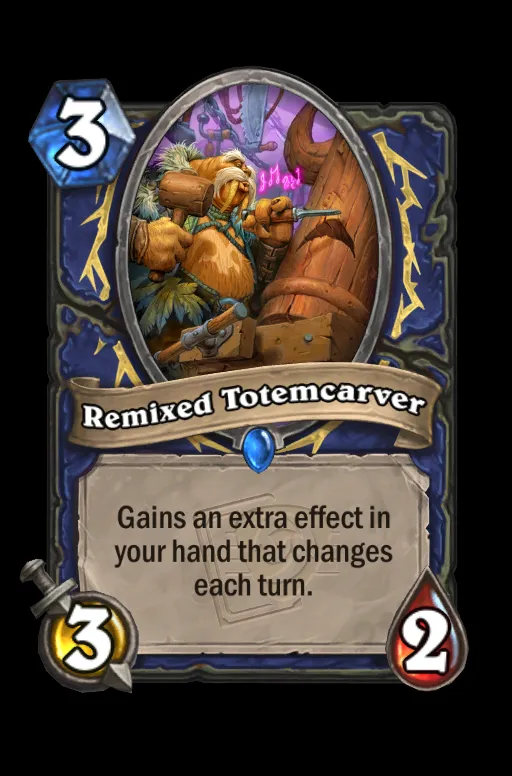 3
Remixed Totemcarver
Gains an extra effect in
your hand that changes
each turn.
3
2